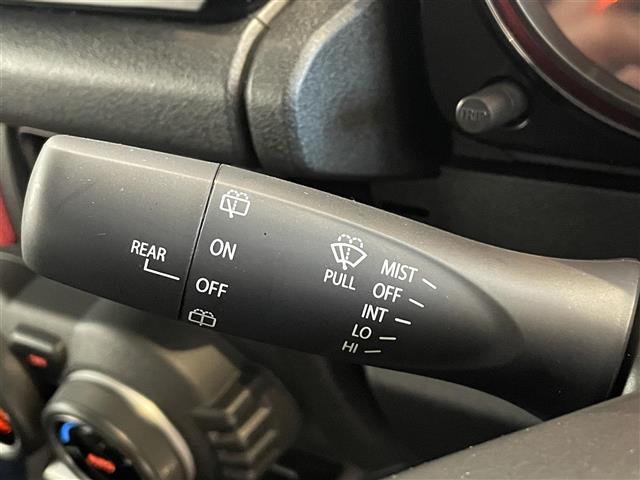 TRIP
REAR
ON
OFF
PULL
MIST
OFF
INT
LO
HI